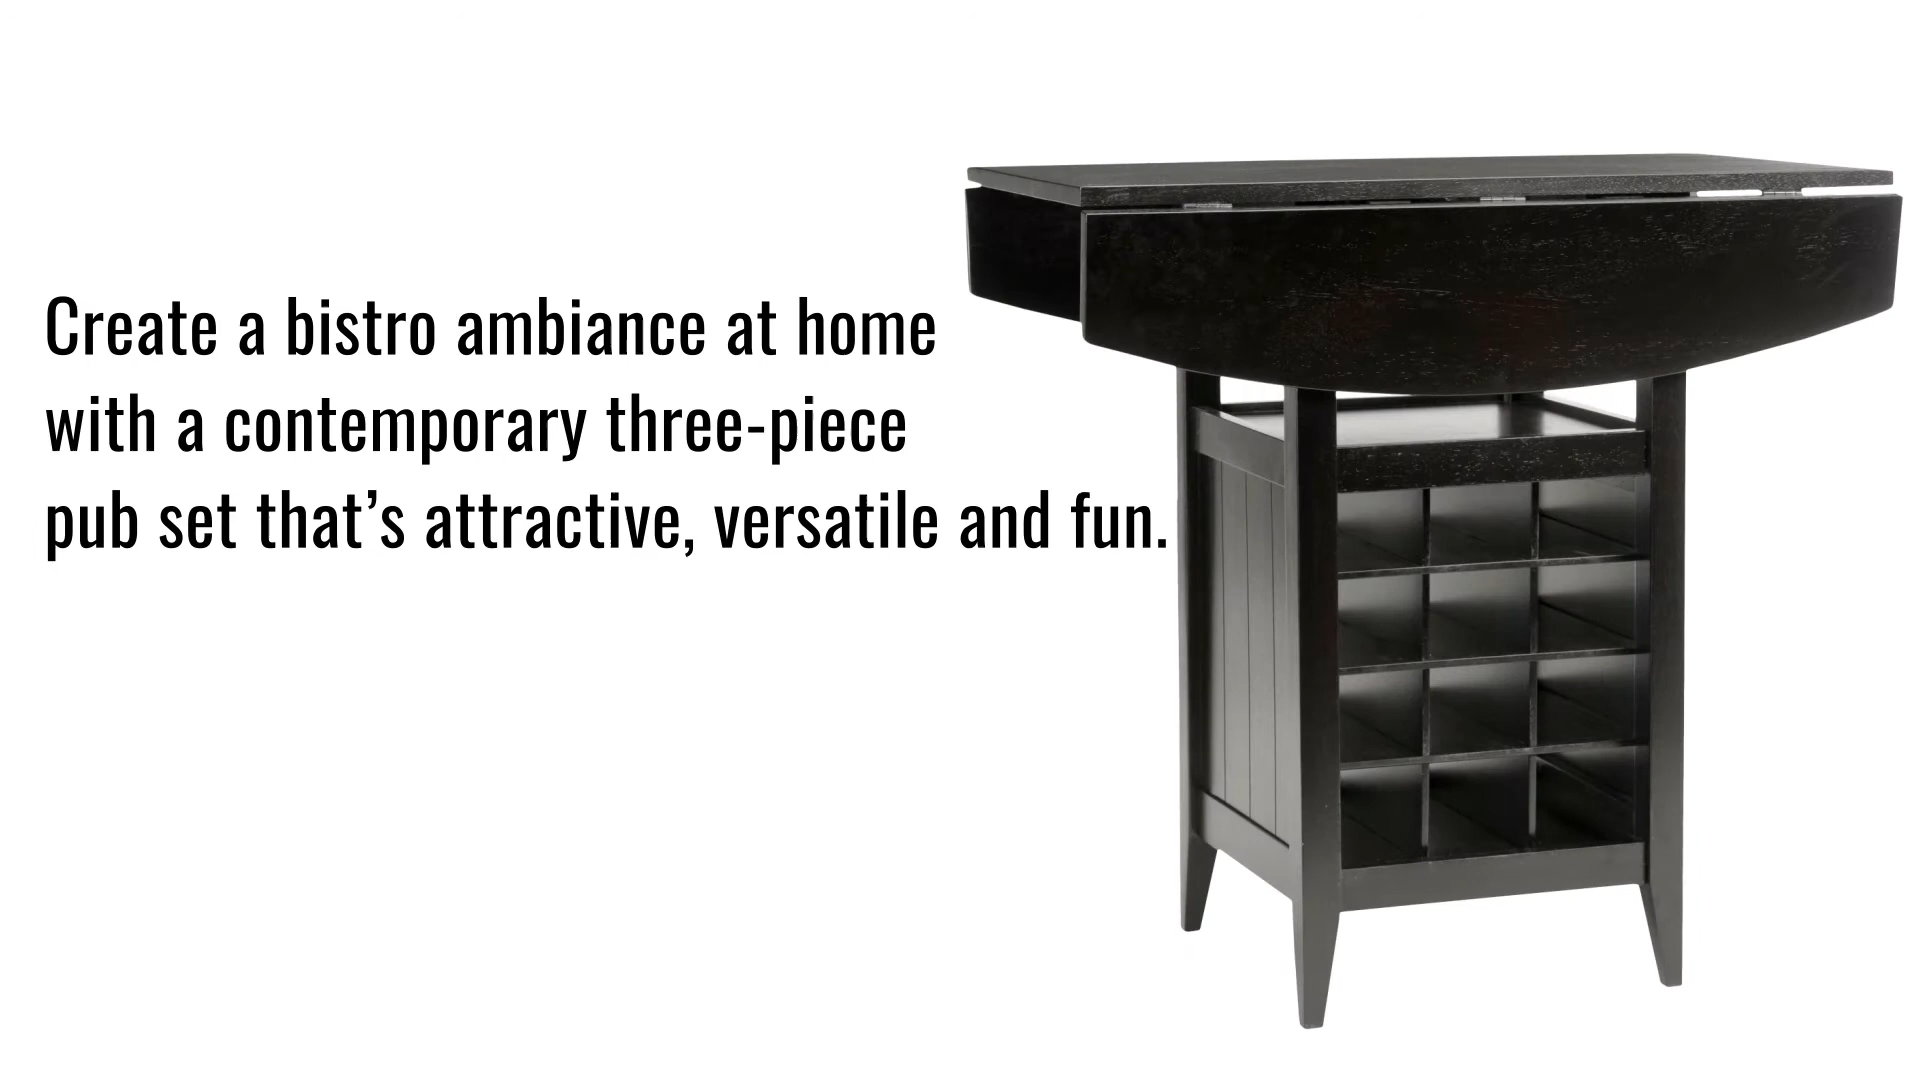 Create a bistro ambiance at home
with a contemporary three-piece
pub set that’s attractive, versatile and fun.